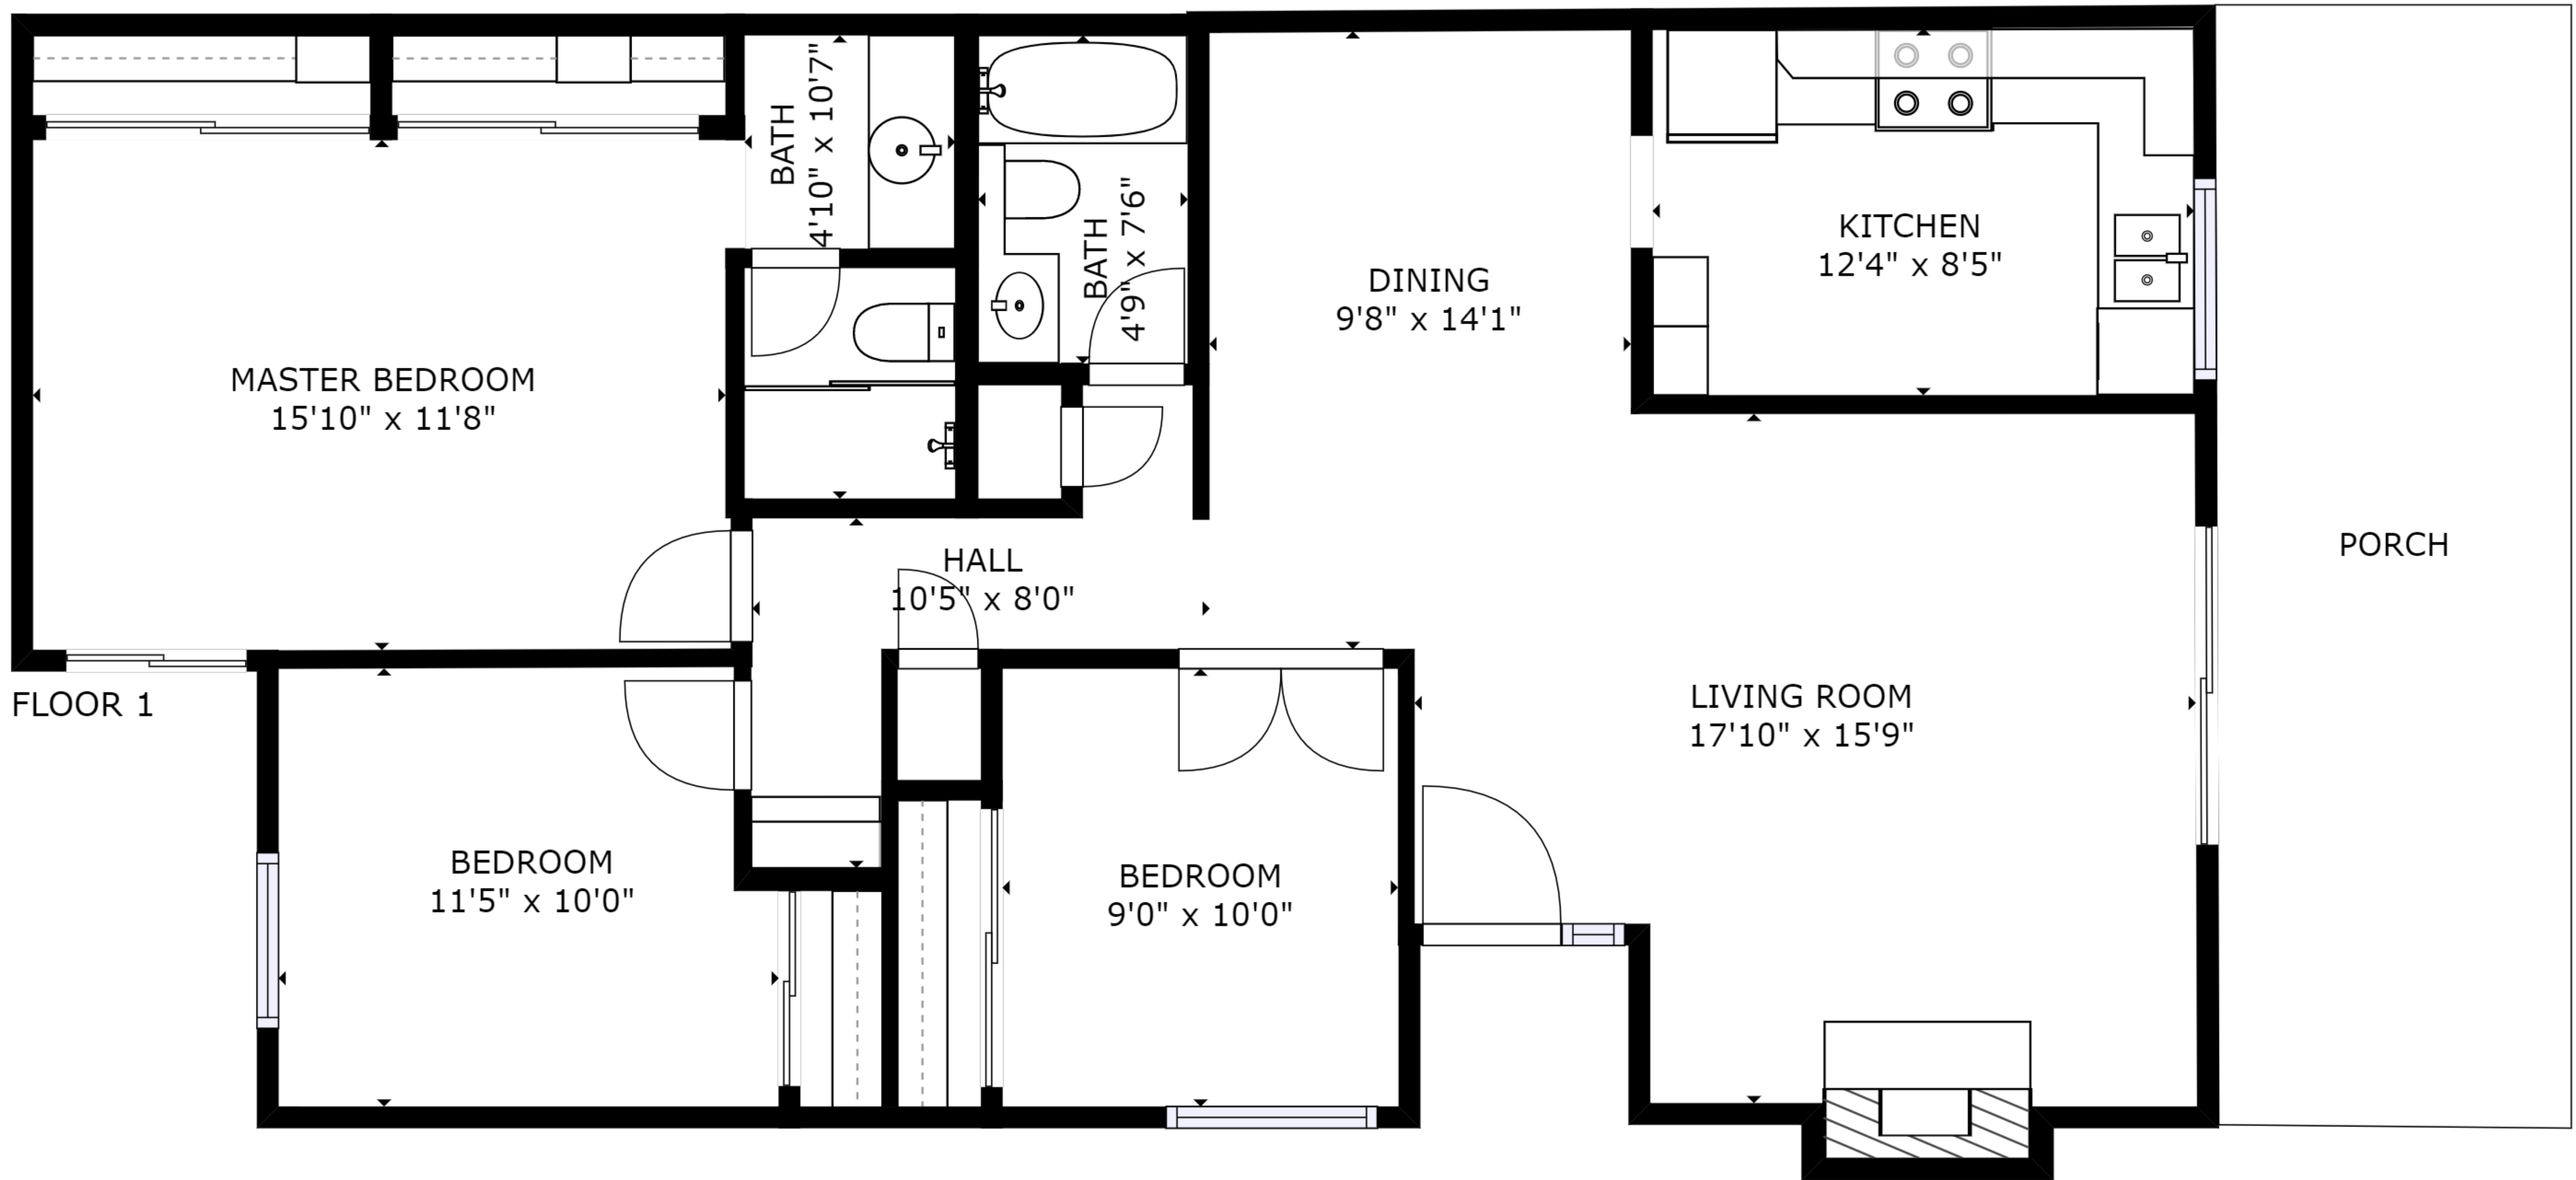 BATH
4'10" x 10'7"
BATH
4'9" x 7'6"
KITCHEN
12'4" x 8'5"
DINING
9'8" x 14'1"
MASTER BEDROOM
15'10" x 11'8"
HALL
10'5" x 8'0"
PORCH
FLOOR 1
LIVING ROOM
17'10" x 15'9"
BEDROOM
11'5" x 10'0"
BEDROOM
9'0" x 10'0"